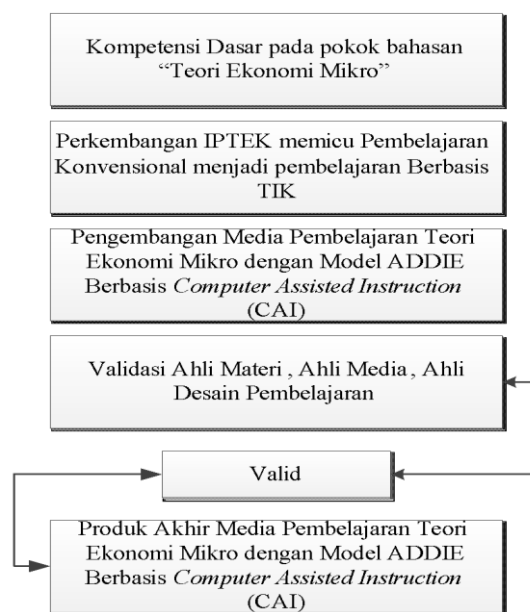 Kompetensi Dasar pada pokok bahasan
“Teori Ekonomi Mikro”
Perkembangan IPTEK memicu Pembelajaran
Konvensional menjadi pembelajaran Berbasis
TIK
Pengembangan Media Pembelajaran Teori
Ekonomi Mikro dengan Model ADDIE
Berbasis Computer Assisted Instruction
(CAI)
Validasi Ahli Materi , Ahli Media , Ahli
Desain Pembelajaran
Valid
Produk Akhir Media Pembelajaran Teori
Ekonomi Mikro dengan Model ADDIE
Berbasis Computer Assisted Instruction
(CAI)